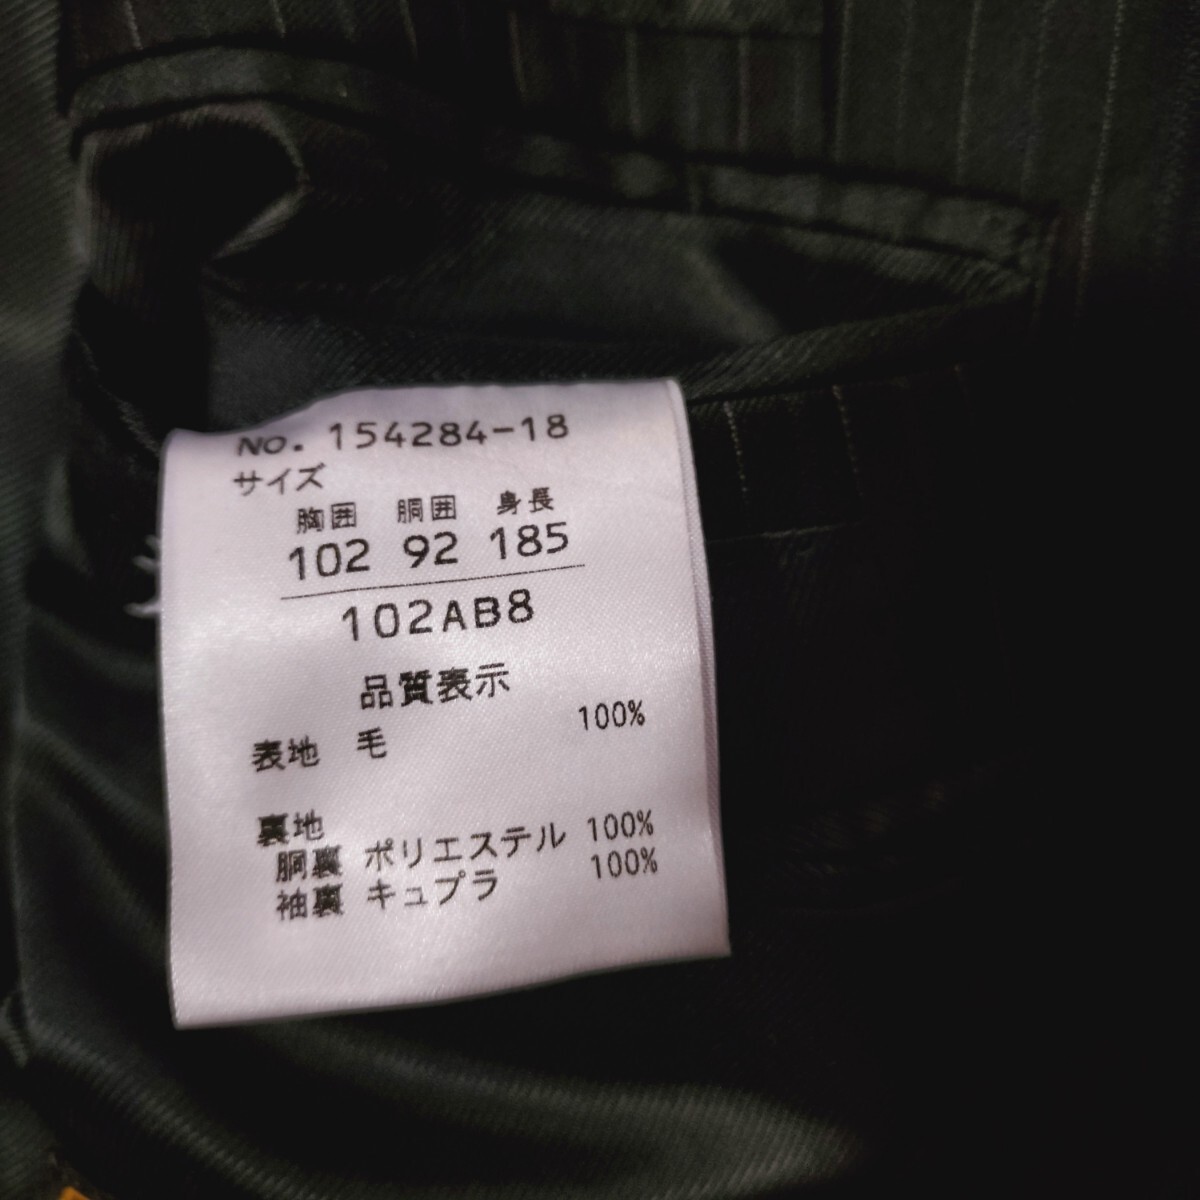 NO. 154284-18
サイズ
胸囲 胴囲 身長
102 92 185
102AB8
品質表示
表地 毛 100%
裏地
胴裏 ポリエステル 100%
袖裏 キュプラ 100%